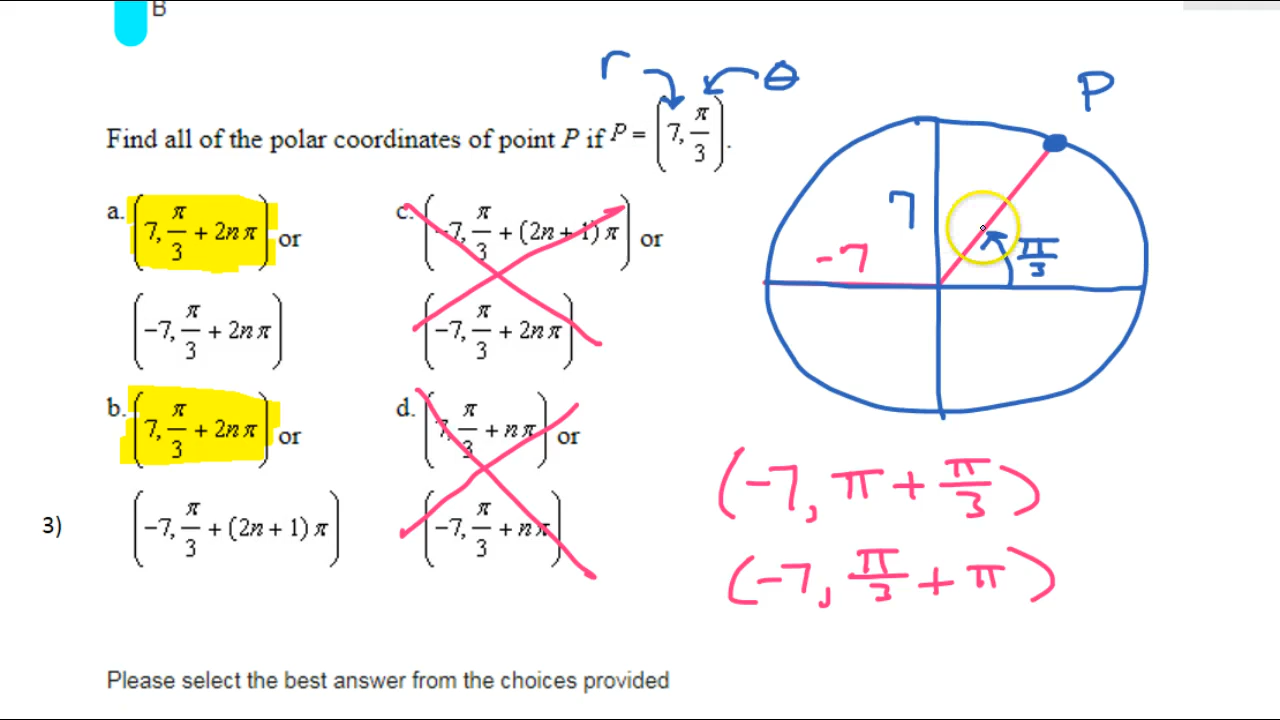 B
r
θ
P
Find all of the polar coordinates of point P if P = (7, π/3).
a. (7, π/3 + 2nπ) or
(−7, π/3 + 2nπ)
b. (7, π/3 + 2nπ) or
3) (−7, π/3 + (2n + 1)π)
c. (−7, π/3 + (2n + 1)π) or
(−7, π/3 + 2nπ)
d. (7, π/3 + nπ) or
(−7, π/3 + nπ)
7
-7
π/3
(-7, π + π/3)
(-7, π/3 + π)
Please select the best answer from the choices provided